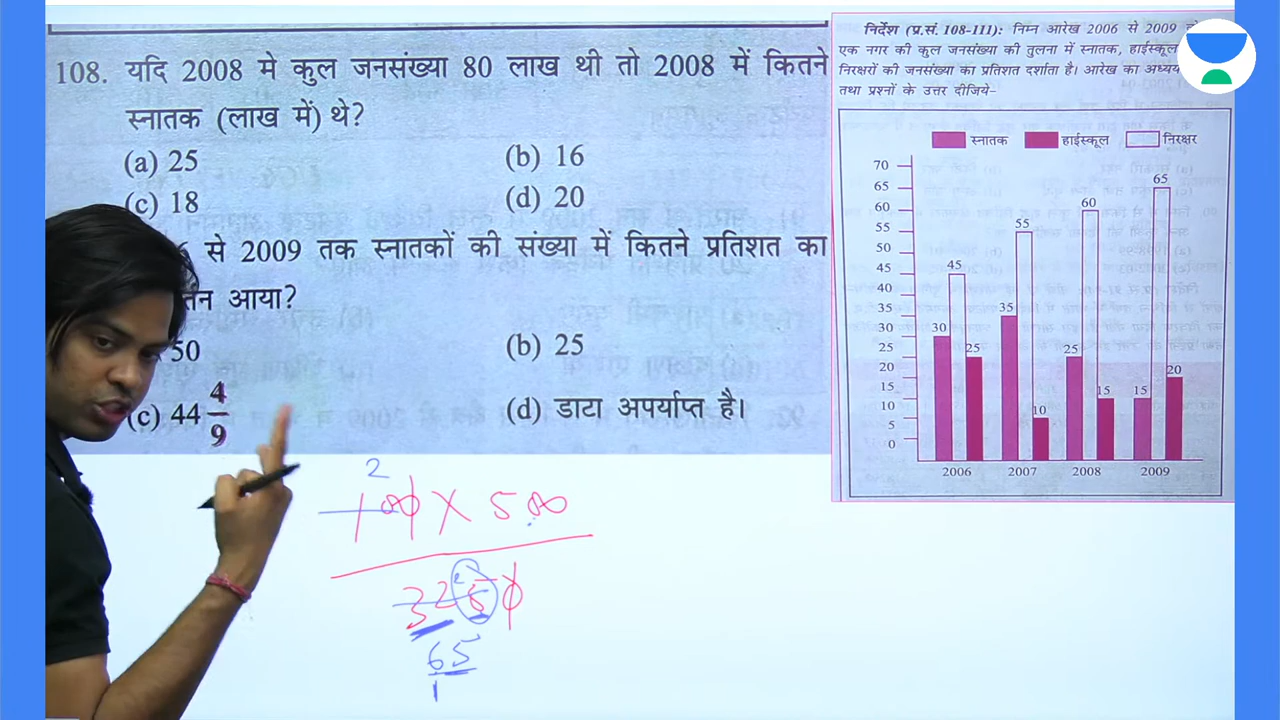 108. यदि 2008 मे कुल जनसंख्या 80 लाख थी तो 2008 में कितने
स्नातक (लाख में) थे?
(a) 25
(b) 16
(c) 18
(d) 20
से 2009 तक स्नातकों की संख्या में कितने प्रतिशत का
आया?
50
(b) 25
(c) 44 4/9
(d) डाटा अपर्याप्त है।
निर्देश (प्र.सं. 108-111): निम्न आरेख 2006 से 2009
एक नगर की कुल जनसंख्या की तुलना में स्नातक, हाईस्कूल
निरक्षरों की जनसंख्या का प्रतिशत दर्शाता है। आरेख का
तथा प्रश्नों के उत्तर दीजिये–
स्नातक हाईस्कूल निरक्षर
70
65
60
55
50
45
40
35
30
25
20
15
10
5
0
30 45 25
35 55 10
25 60 15
15 65 20
2006 2007 2008 2009
2
100 X 500
3250
65
1